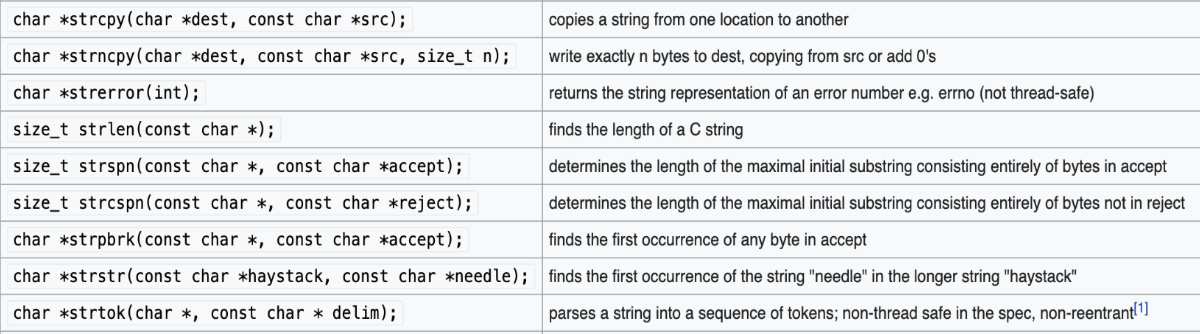 char *strcpy(char *dest, const char *src); copies a string from one location to another
char *strncpy(char *dest, const char *src, size_t n); write exactly n bytes to dest, copying from src or add 0's
char *strerror(int); returns the string representation of an error number e.g. errno (not thread-safe)
size_t strlen(const char *); finds the length of a C string
size_t strspn(const char *, const char *accept); determines the length of the maximal initial substring consisting entirely of bytes in accept
size_t strcspn(const char *, const char *reject); determines the length of the maximal initial substring consisting entirely of bytes not in reject
char *strpbrk(const char *, const char *accept); finds the first occurrence of any byte in accept
char *strstr(const char *haystack, const char *needle); finds the first occurrence of the string "needle" in the longer string "haystack"
char *strtok(char *, const char * delim); parses a string into a sequence of tokens; non-thread safe in the spec, non-reentrant[1]